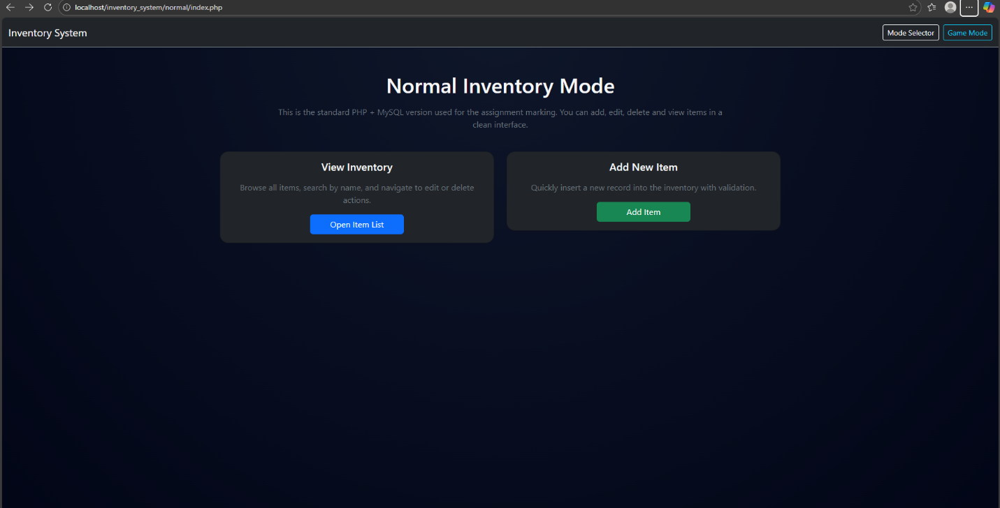 localhost/inventory_system/normal/index.php
Inventory System
Mode Selector
Game Mode
Normal Inventory Mode
This is the standard PHP + MySQL version used for the assignment marking. You can add, edit, delete and view items in a
clean interface.
View Inventory
Browse all items, search by name, and navigate to edit or delete
actions.
Open Item List
Add New Item
Quickly insert a new record into the inventory with validation.
Add Item